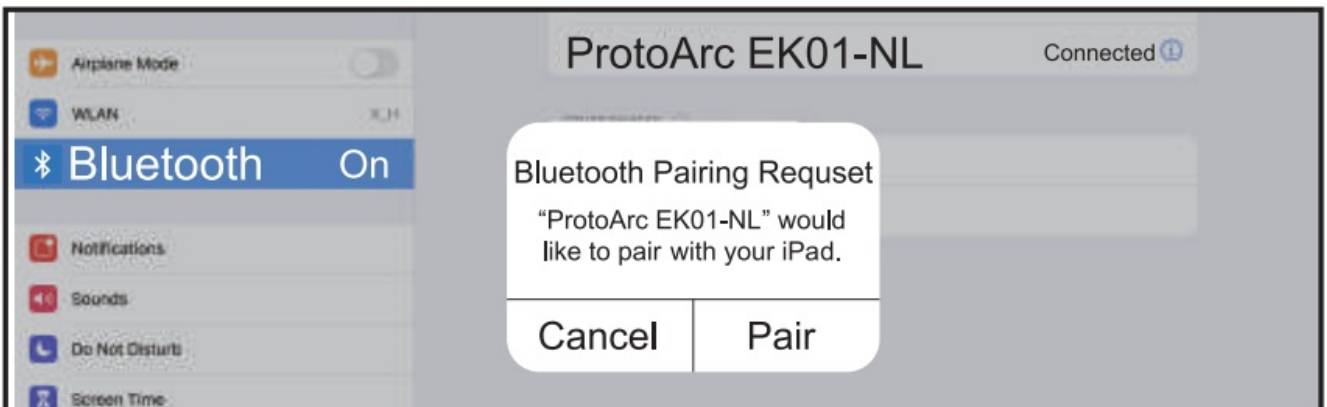 Airplane Mode
WLAN
Bluetooth On
Notifications
Sounds
Do Not Disturb
Screen Time
ProtoArc EK01-NL Connected
Bluetooth Pairing Requset
“ProtoArc EK01-NL” would
like to pair with your iPad.
Cancel Pair